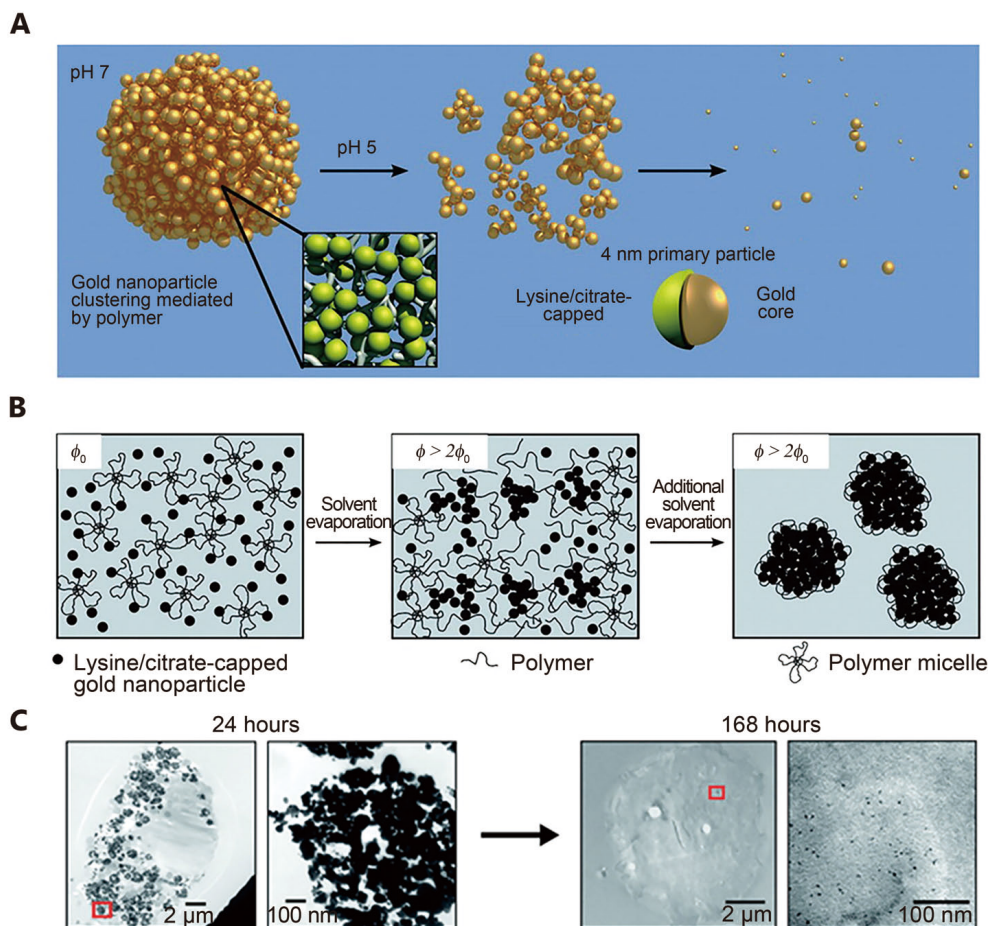 A
pH 7
pH 5
Gold nanoparticle
clustering mediated
by polymer
4 nm primary particle
Lysine/citrate-
capped
Gold
core
B
ϕ0
Solvent
evaporation
ϕ > 2ϕ0
Additional
solvent
evaporation
ϕ > 2ϕ0
Lysine/citrate-capped
gold nanoparticle
Polymer
Polymer micelle
C
24 hours
168 hours
2 μm
100 nm
2 μm
100 nm